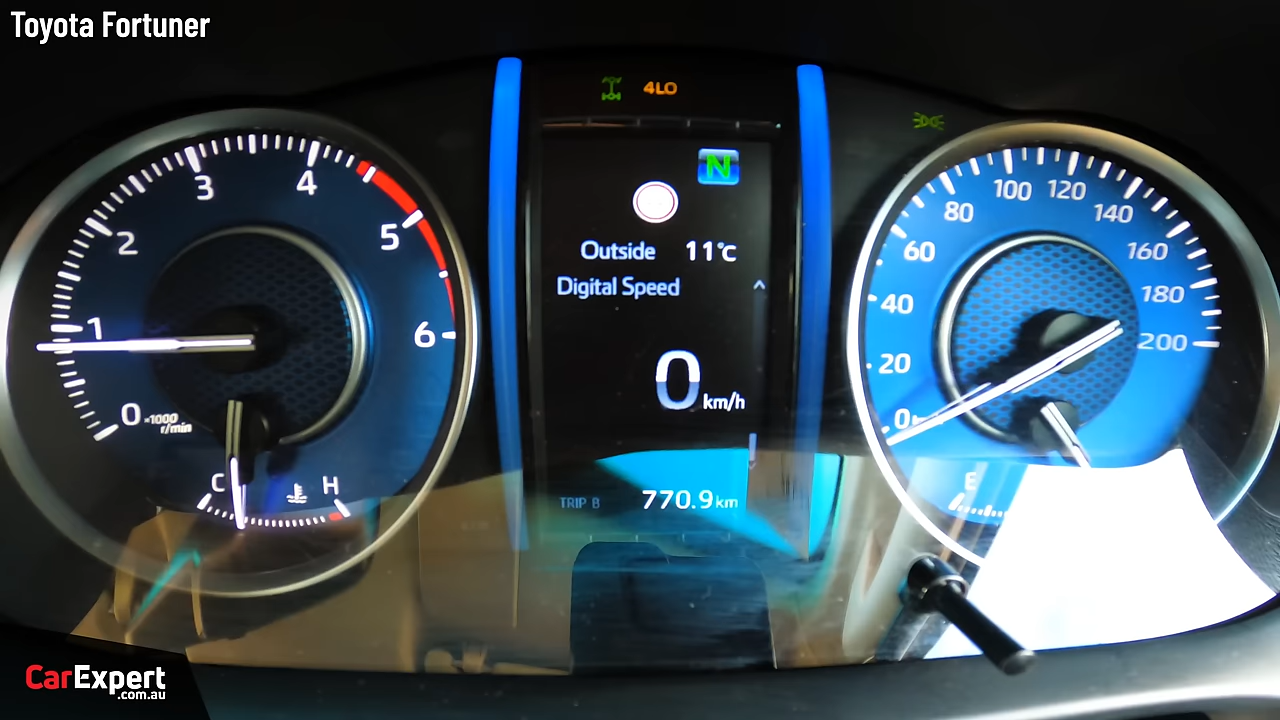 Toyota Fortuner
4LO
N
Outside 11°C
Digital Speed
0 km/h
TRIP B 770.9 km
0 1 2 3 4 5 6
×1000
r/min
C H
0 20 40 60 80 100 120 140 160 180 200
E
CarExpert
.com.au